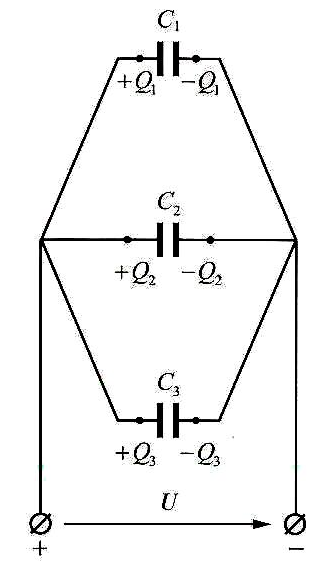 C₁
+Q₁ −Q₁
C₂
+Q₂ −Q₂
C₃
+Q₃ −Q₃
U
+ −